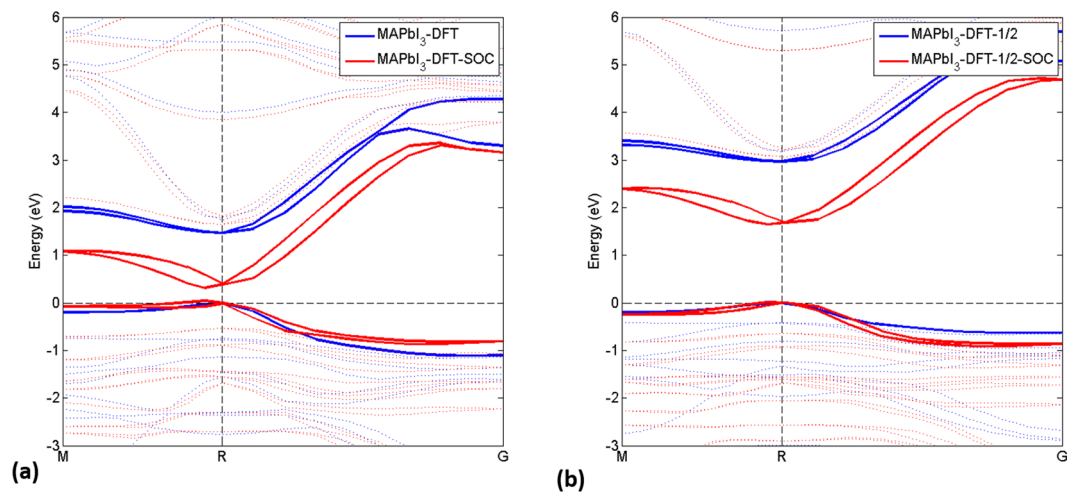 6
5
4
3
2
1
0
-1
-2
-3
Energy (eV)
M
R
G
MAPbI₃-DFT
MAPbI₃-DFT-SOC
(a)
6
5
4
3
2
1
0
-1
-2
-3
Energy (eV)
M
R
G
MAPbI₃-DFT-1/2
MAPbI₃-DFT-1/2-SOC
(b)